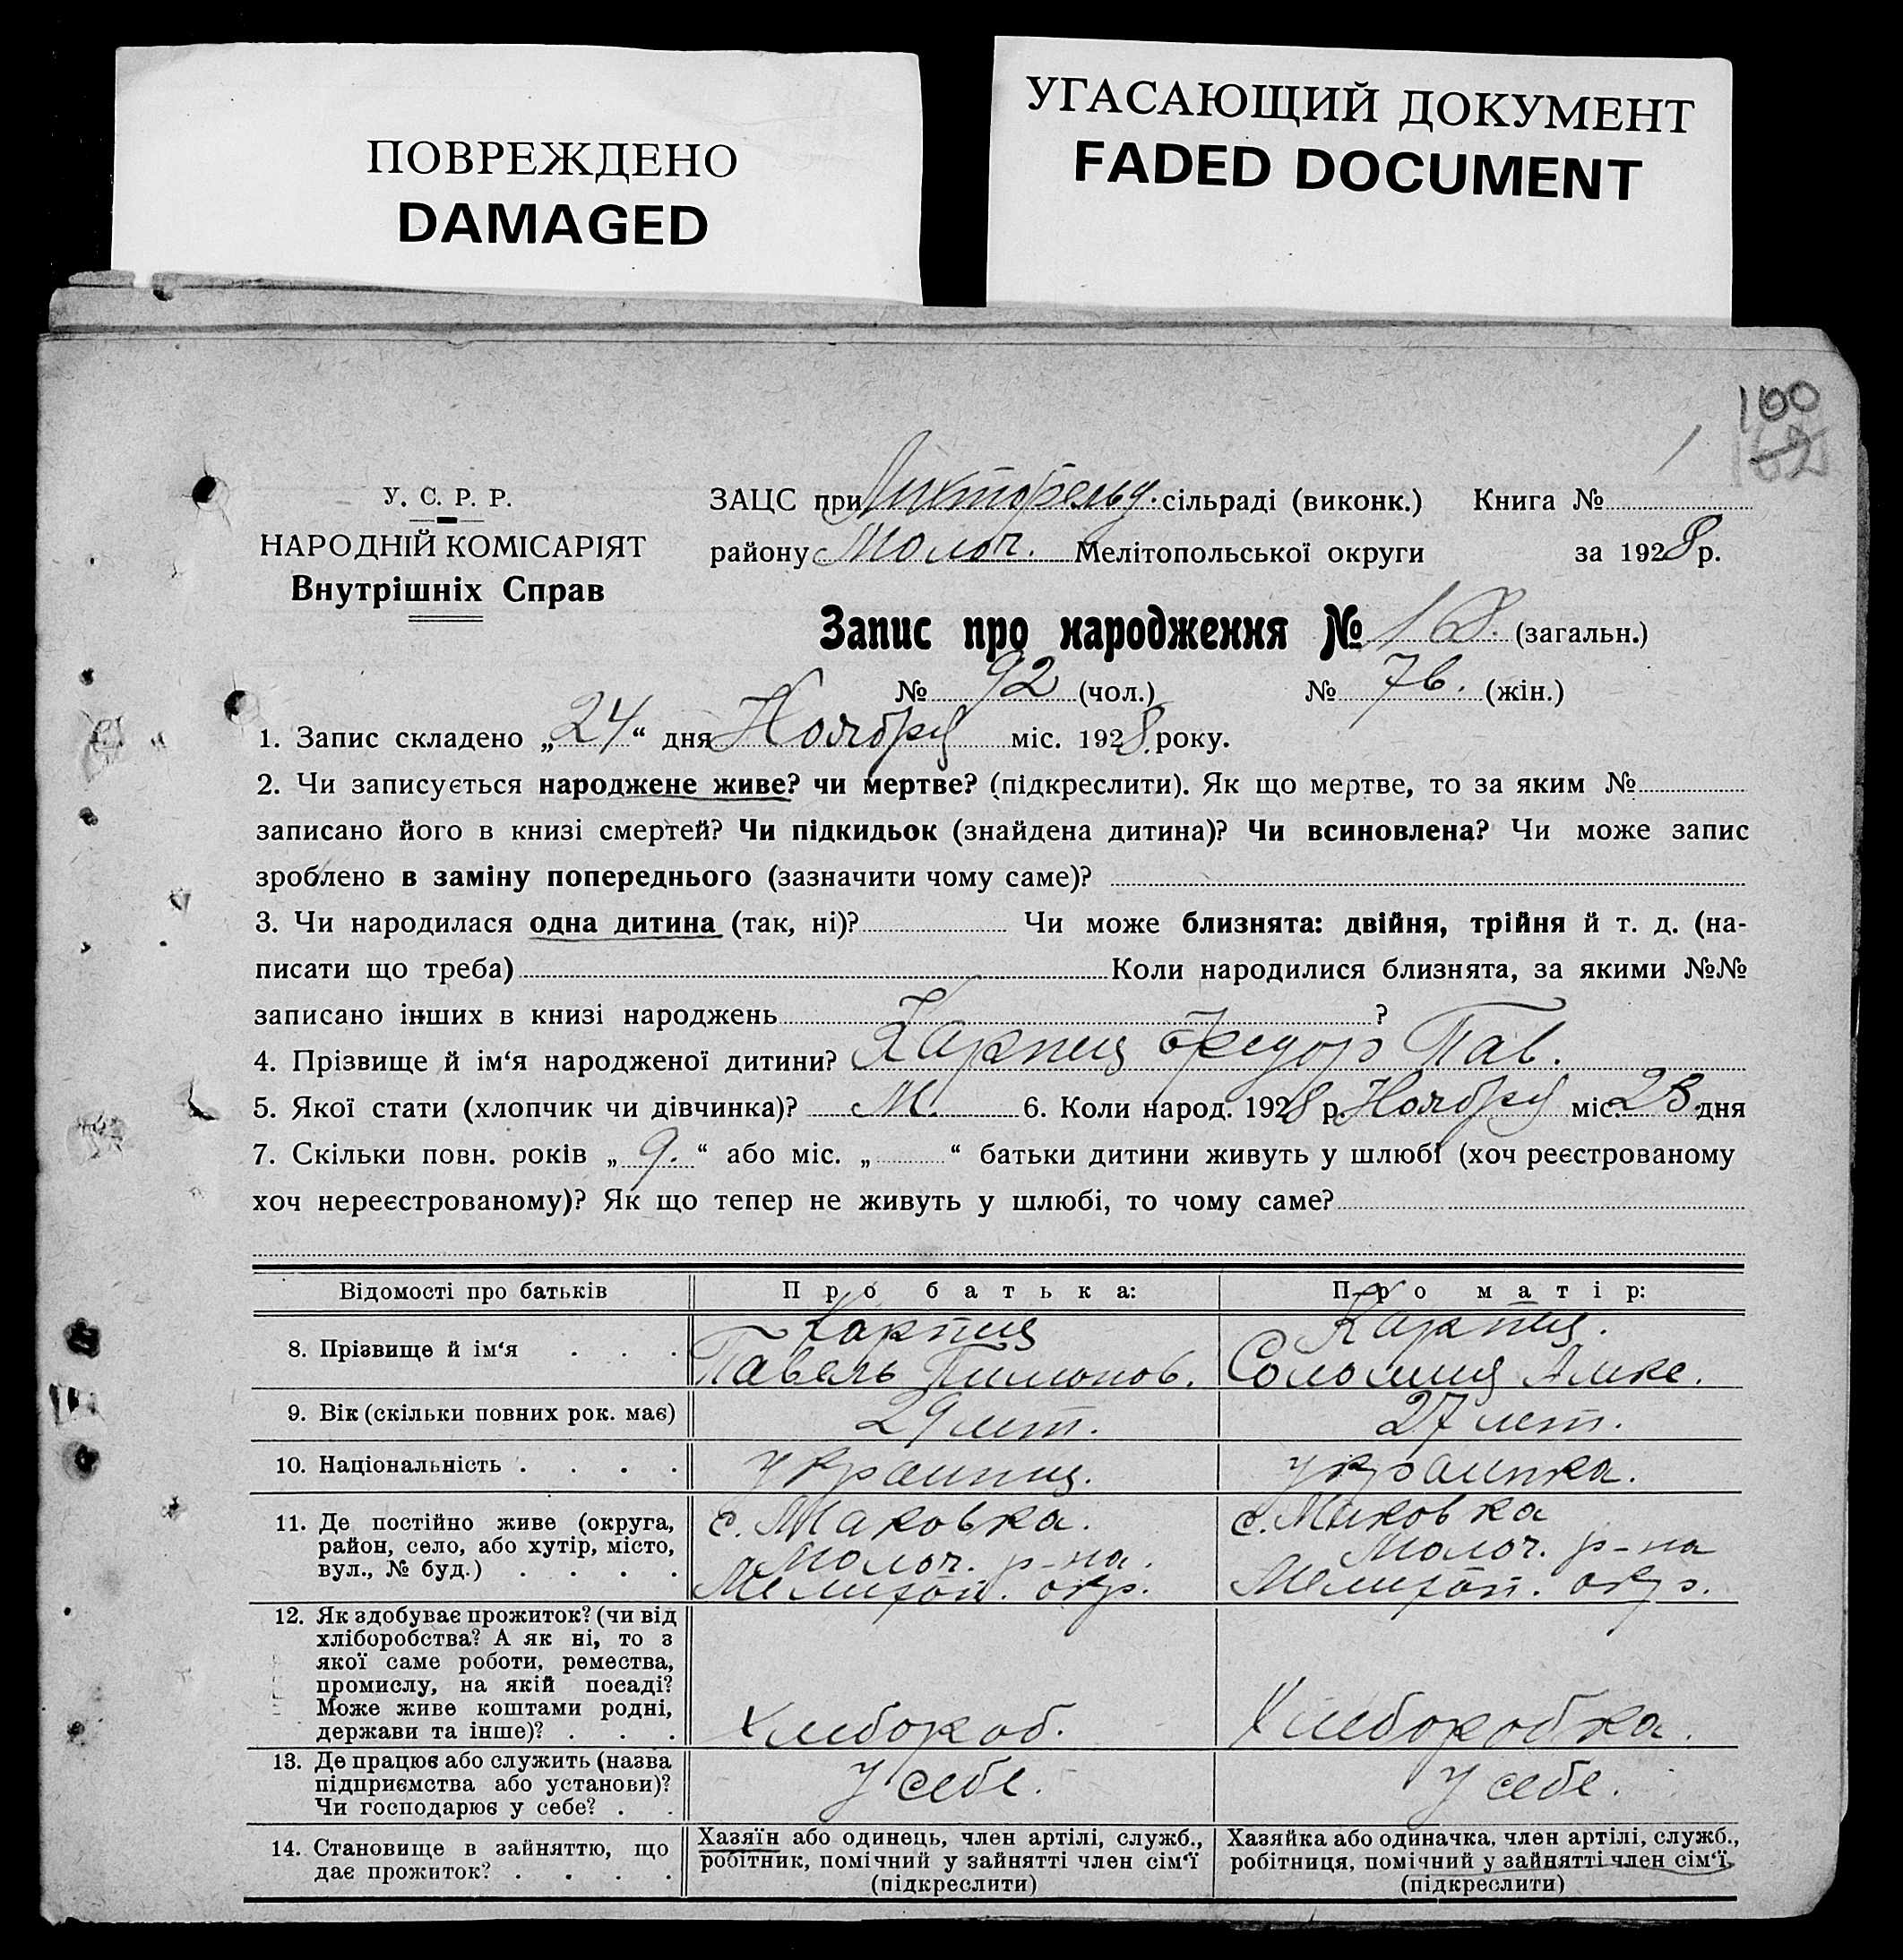 ПОВРЕЖДЕНО
DAMAGED
УГАСАЮЩИЙ ДОКУМЕНТ
FADED DOCUMENT
100
У. С. Р. Р.
НАРОДНІЙ КОМІСАРІЯТ
Внутрішніх Справ
ЗАЦС при Лихтфельд. сільраді (виконк.) Книга №
району Молоч. Мелітопольської округи за 1928 р.
Запис про народження № (загальн.)
№ 92 (чол.) № 76. (жін.)
1. Запис складено „24“ дня Ноября міс. 1928 року.
2. Чи записується народжене живе? чи мертве? (підкреслити). Як що мертве, то за яким №
записано його в книзі смертей? Чи підкидьок (знайдена дитина)? Чи всиновлена? Чи може запис
зроблено в заміну попереднього (зазначити чому саме)?
3. Чи народилася одна дитина (так, ні)? Чи може близнята: двійня, трійня й т. д. (на-
писати що треба) Коли народилися близнята, за якими №№
записано інших в книзі народжень ?
4. Прізвище й ім‘я народженої дитини? Карпец Федор Пав.
5. Якої стати (хлопчик чи дівчинка)? М. 6. Коли народ. 1928 р. Ноября міс. 23 дня
7. Скільки повн. років „9.“ або міс. „ “ батьки дитини живуть у шлюбі (хоч реєстрованому
хоч нереєстрованому)? Як що тепер не живуть у шлюбі, то чому саме?
Відомості про батьків
Про батька:
Про матір:
8. Прізвище й ім‘я . . .
Карпец
Павель Тимонов.
Карпец.
Соломия
9. Вік (скільки повних рок. має)
29 лет.
27 лет.
10. Національність . . . .
украинец.
украинка.
11. Де постійно живе (округа,
район, село, або хутір, місто,
вул., № буд.) . . . .
с. Маковка.
Молоч. р-на.
Мелитоп. окр.
с. Маковка
Молоч. р-на
Мелитоп. окр.
12. Як здобуває прожиток? (чи від
хліборобства? А як ні, то з
якої саме роботи, ремества,
промислу, на якій посаді?
Може живе коштами родні,
держави та інше)? . . .
Хлебороб.
Хлеборобка.
13. Де працює або служить (назва
підприємства або установи)?
Чи господарює у себе? . .
У себе.
У себе.
14. Становище в зайняттю, що
дає прожиток? . . . .
Хазяїн або одинець, член артілі, служб.,
робітник, помічний у зайнятті член сім‘ї
(підкреслити)
Хазяйка або одиначка, член артілі, служб.,
робітниця, помічний у зайнятті член сім‘ї
(підкреслити)